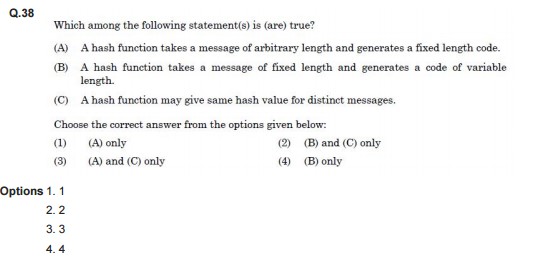 Q.38
Which among the following statement(s) is (are) true?
(A) A hash function takes a message of arbitrary length and generates a fixed length code.
(B) A hash function takes a message of fixed length and generates a code of variable
length.
(C) A hash function may give same hash value for distinct messages.
Choose the correct answer from the options given below:
(1) (A) only (2) (B) and (C) only
(3) (A) and (C) only (4) (B) only
Options 1. 1
2. 2
3. 3
4. 4